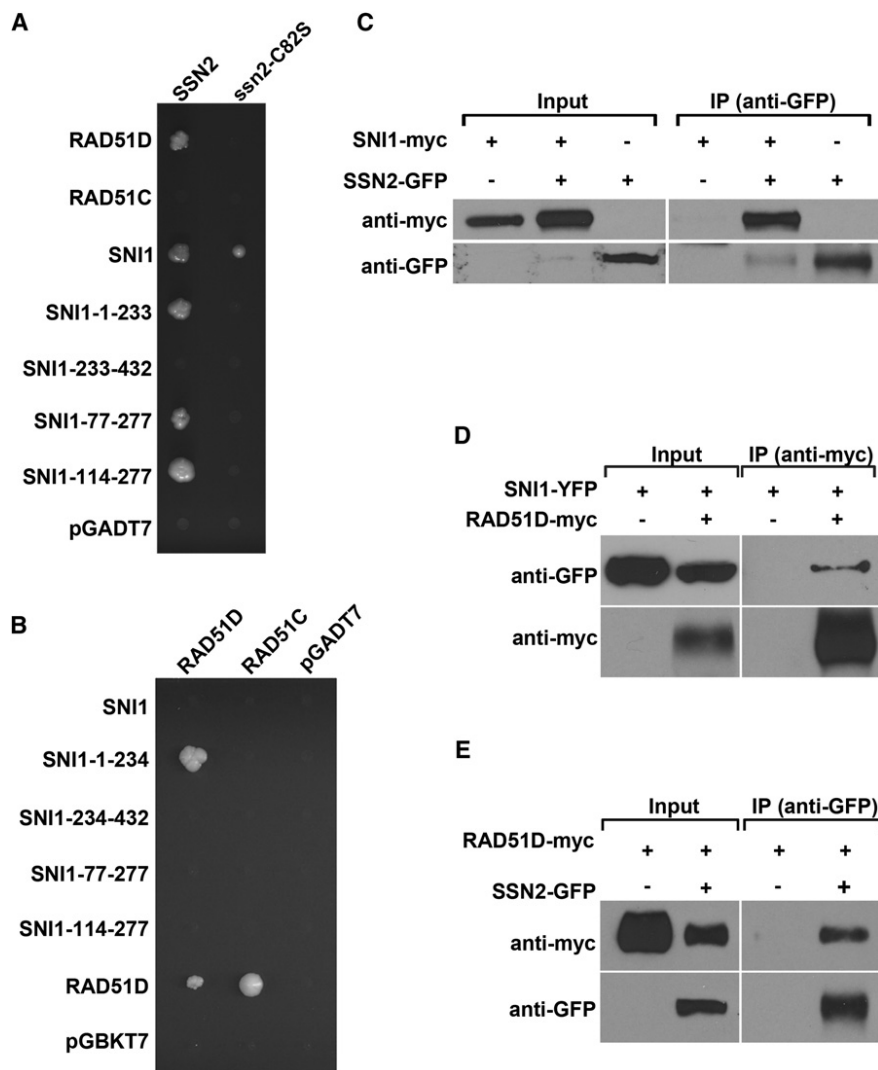 A
SSN2 ssn2-C82S
RAD51D
RAD51C
SNI1
SNI1-1-233
SNI1-233-432
SNI1-77-277
SNI1-114-277
pGADT7
B
RAD51D RAD51C pGADT7
SNI1
SNI1-1-234
SNI1-234-432
SNI1-77-277
SNI1-114-277
RAD51D
pGBKT7
C
Input IP (anti-GFP)
SNI1-myc + + - + + -
SSN2-GFP - + + - + +
anti-myc
anti-GFP
D
Input IP (anti-myc)
SNI1-YFP + + + +
RAD51D-myc - + - +
anti-GFP
anti-myc
E
Input IP (anti-GFP)
RAD51D-myc + + + +
SSN2-GFP - + - +
anti-myc
anti-GFP